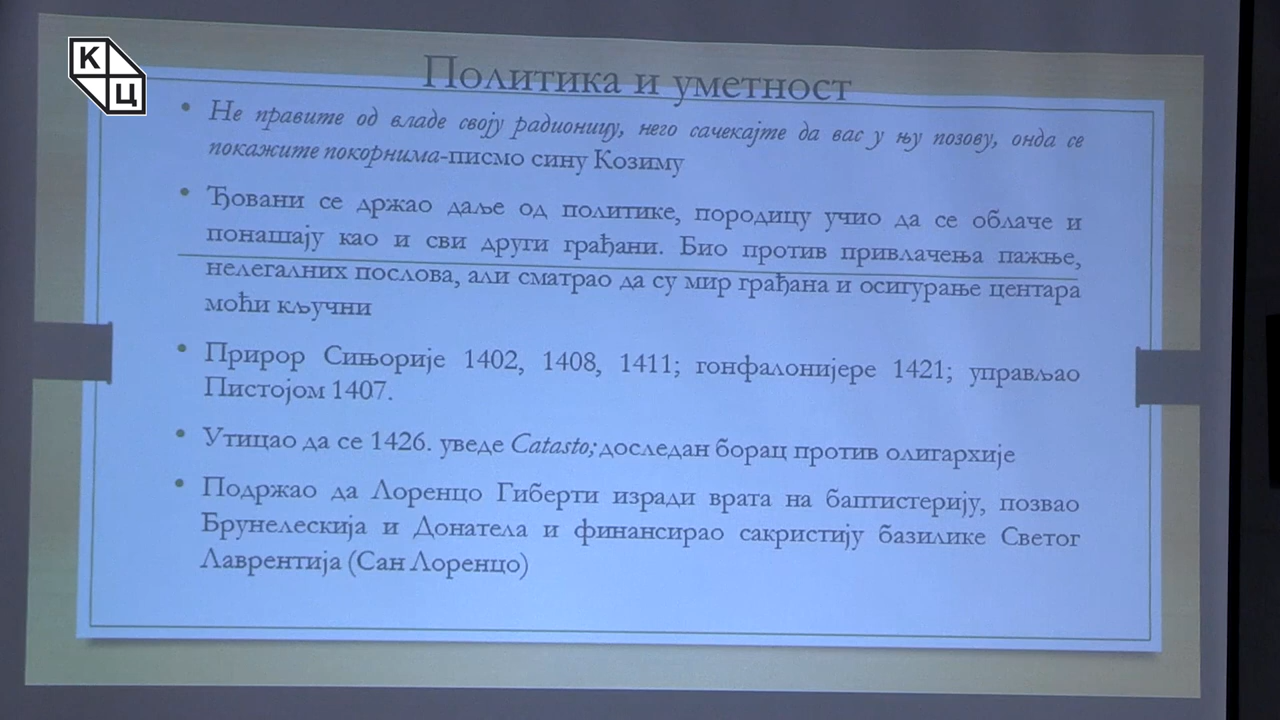 К
Ц
Политика и уметност
• Не правите од владе своју радионицу, него сачекајте да вас у њу позову, онда се
покажите покорнима-писмо сину Козиму
• Ђовани се држао даље од политике, породицу учио да се облаче и
понашају као и сви други грађани. Био против привлачења пажње,
нелегалних послова, али сматрао да су мир грађана и осигурање центара
моћи кључни
• Прирор Сињорије 1402, 1408, 1411; гонфалонијере 1421; управљао
Пистојом 1407.
• Утицао да се 1426. уведе Catasto; доследан борац против олигархије
• Подржао да Лоренцо Гиберти изради врата на баптистерију, позвао
Брунелескија и Донатела и финансирао сакристију базилике Светог
Лаврентија (Сан Лоренцо)